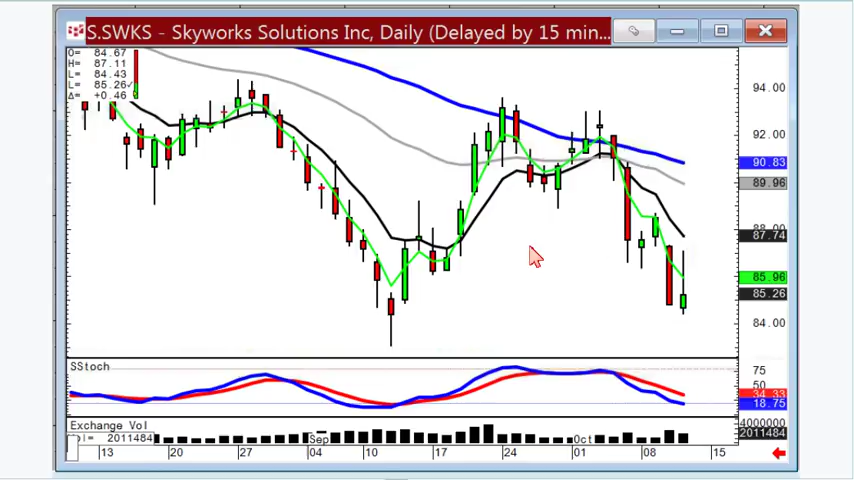 S.SWKS - Skyworks Solutions Inc, Daily (Delayed by 15 min...
O= 84.67
H= 87.11
L= 84.43
L= 85.26✓
Δ= +0.46
94.00
92.00
90.83
89.96
88.00
87.74
85.96
85.26
84.00
SStoch
75
50
34.33
18.75
Exchange Vol
Vol= 2011484
4000000
2011484
13
20
27
Sep
04
10
17
24
Oct
01
08
15